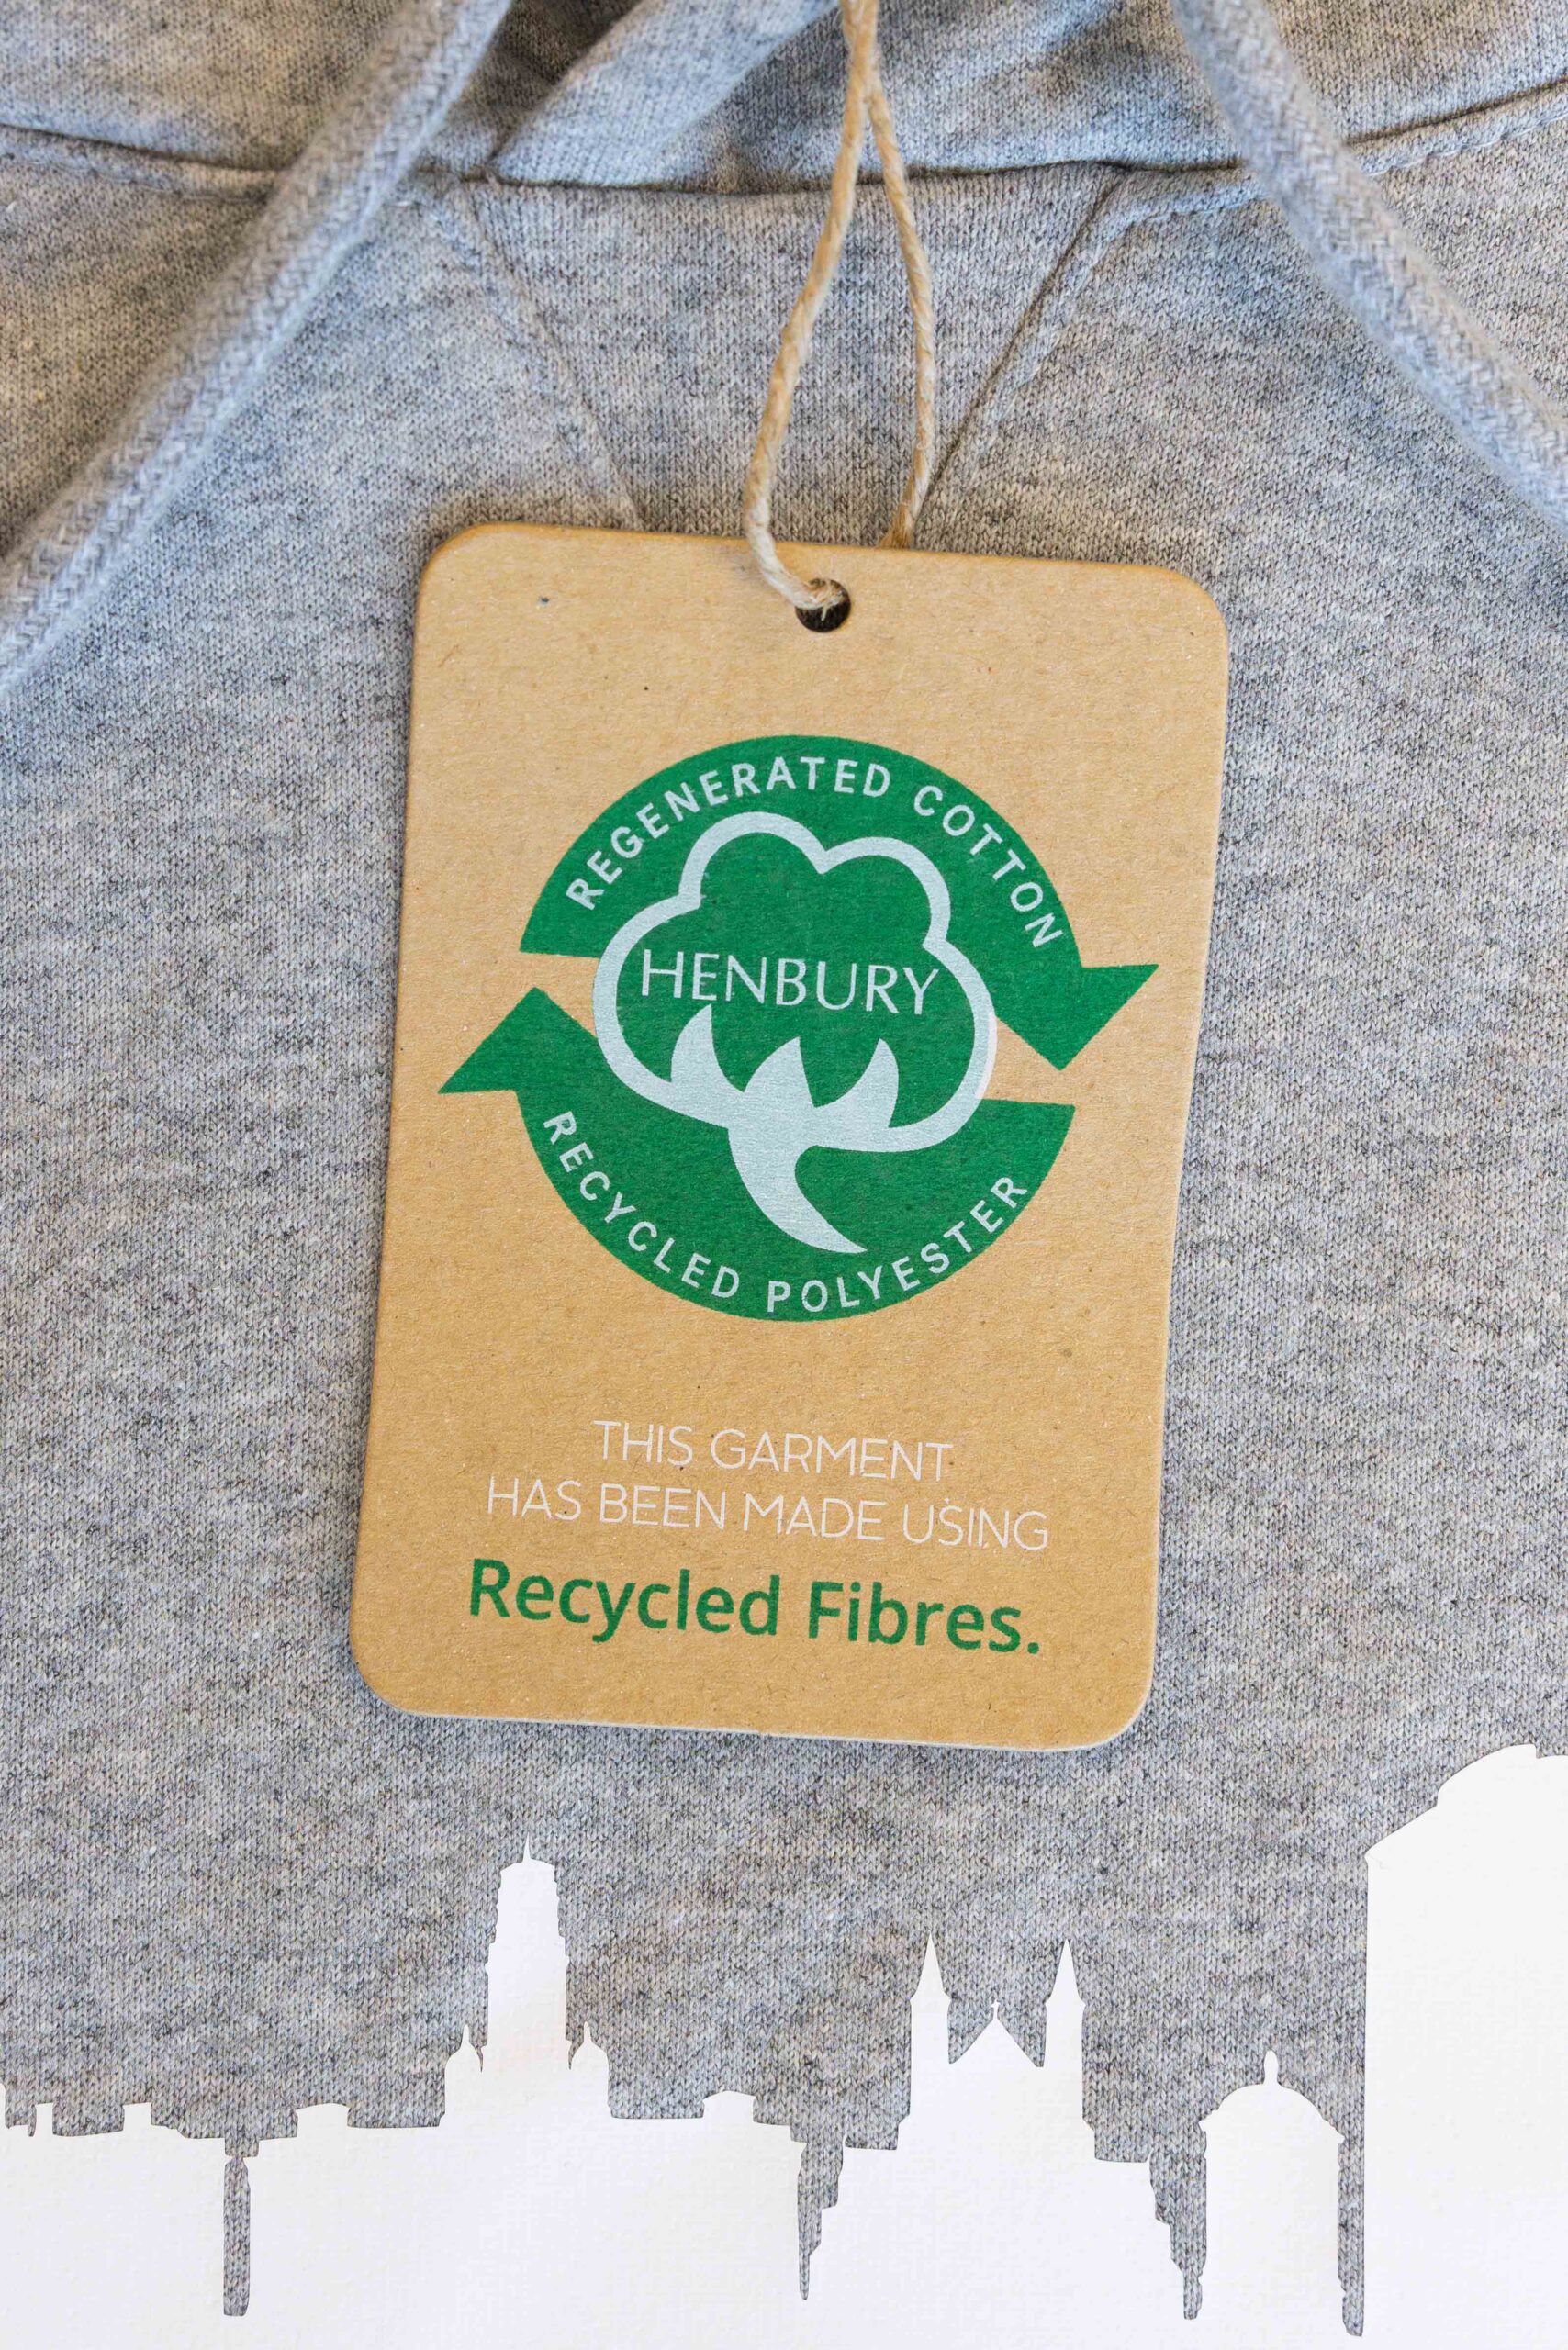 REGENERATED COTTON
HENBURY
RECYCLED POLYESTER
THIS GARMENT
HAS BEEN MADE USING
Recycled Fibres.